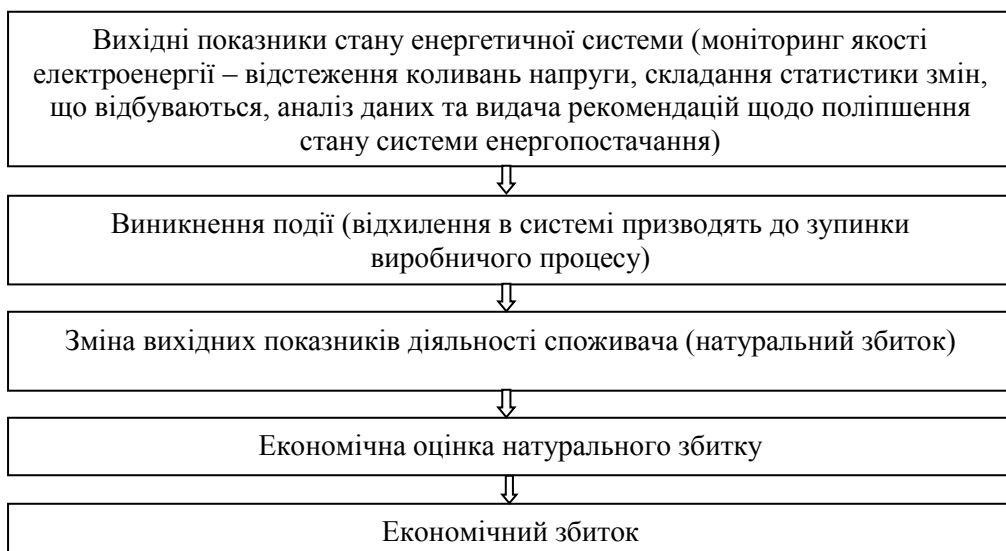 Вихідні показники стану енергетичної системи (моніторинг якості
електроенергії – відстеження коливань напруги, складання статистики змін,
що відбуваються, аналіз даних та видача рекомендацій щодо поліпшення
стану системи енергопостачання)
Виникнення події (відхилення в системі призводять до зупинки
виробничого процесу)
Зміна вихідних показників діяльності споживача (натуральний збиток)
Економічна оцінка натурального збитку
Економічний збиток